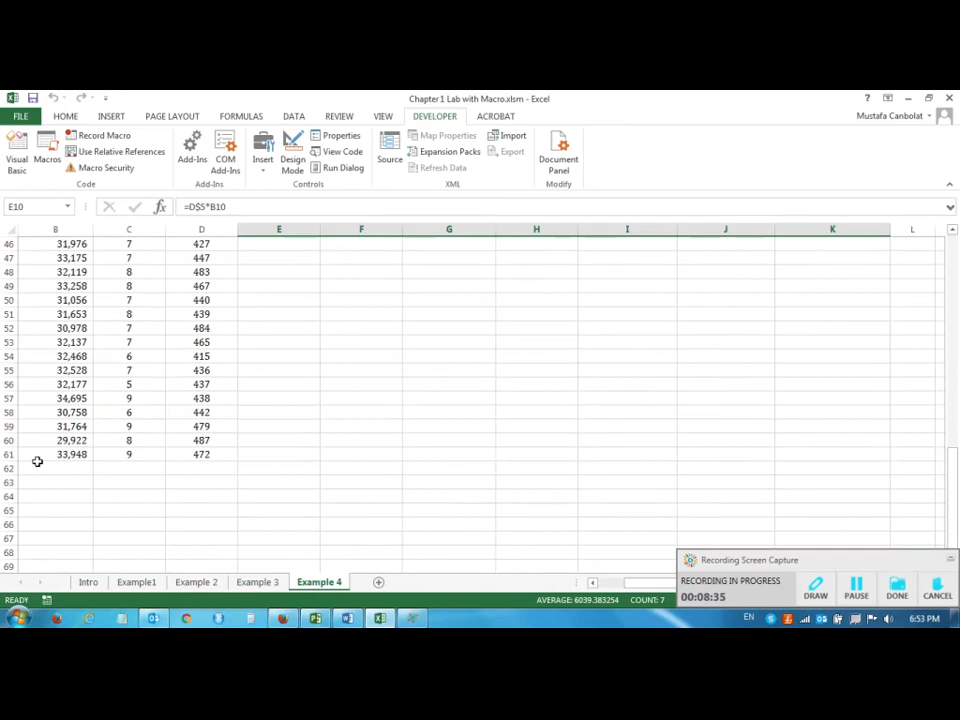 Chapter 1 Lab with Macro.xlsm - Excel
FILE HOME INSERT PAGE LAYOUT FORMULAS DATA REVIEW VIEW DEVELOPER ACROBAT Mustafa Canbolat
Visual Basic
Macros
Record Macro
Use Relative References
Macro Security
Code
Add-Ins
COM Add-Ins
Add-Ins
Insert
Design Mode
Properties
View Code
Run Dialog
Controls
Source
Map Properties
Expansion Packs
Refresh Data
Import
Export
XML
Document Panel
Modify
E10 fx =D$5*B10
B C D E F G H I J K L
46 31,976 7 427
47 33,175 7 447
48 32,119 8 483
49 33,258 8 467
50 31,056 7 440
51 31,653 8 439
52 30,978 7 484
53 32,137 7 465
54 32,468 6 415
55 32,528 7 436
56 32,177 5 437
57 34,695 9 438
58 30,758 6 442
59 31,764 9 479
60 29,922 8 487
61 33,948 9 472
62
63
64
65
66
67
68
69
Intro Example1 Example 2 Example 3 Example 4
Recording Screen Capture
RECORDING IN PROGRESS
00:08:35
DRAW PAUSE DONE CANCEL
READY AVERAGE: 6039.383254 COUNT: 7
EN 6:53 PM